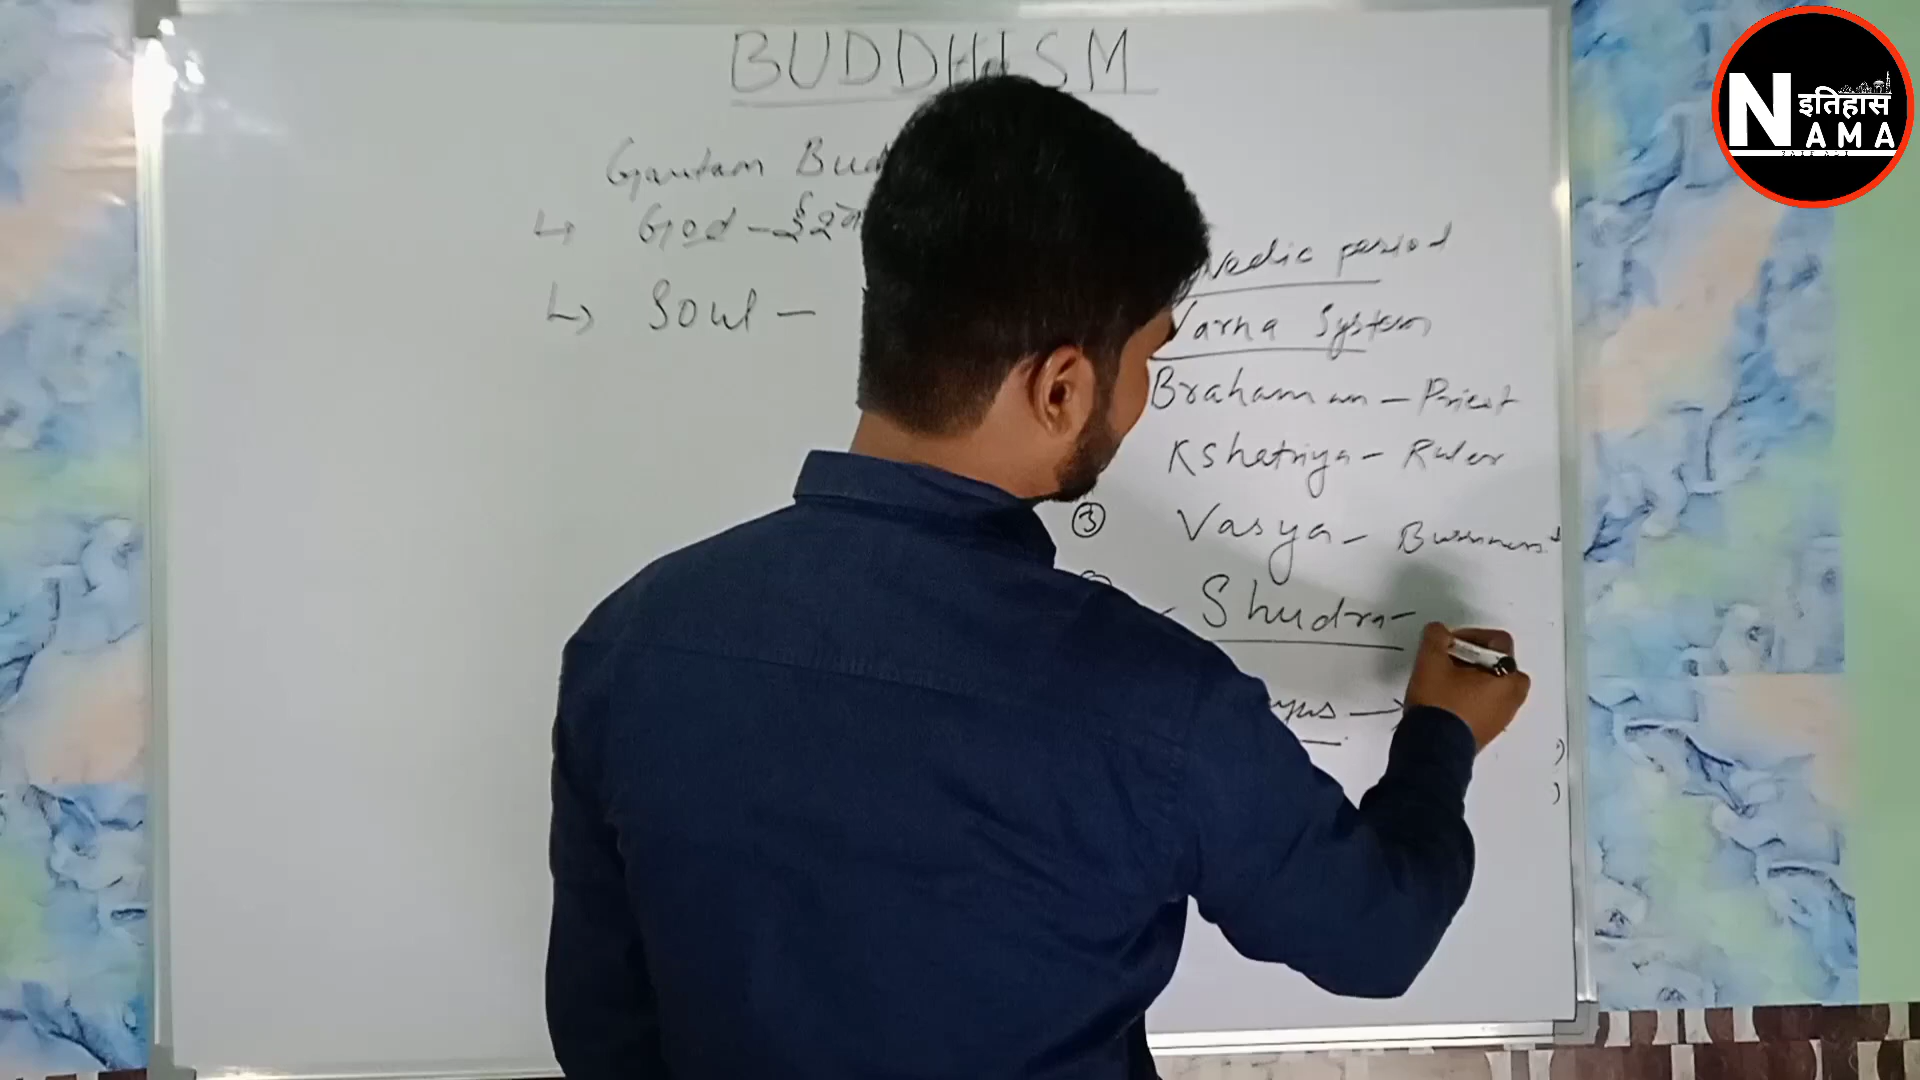 BUDDHISM
Gautam Bud
↳ God - ईश्व
↳ Soul -
Vedic period
Varna System
Brahaman - Priest
Kshatriya - Ruler
③ Vasya -
Shudra -
N इतिहास
AMA